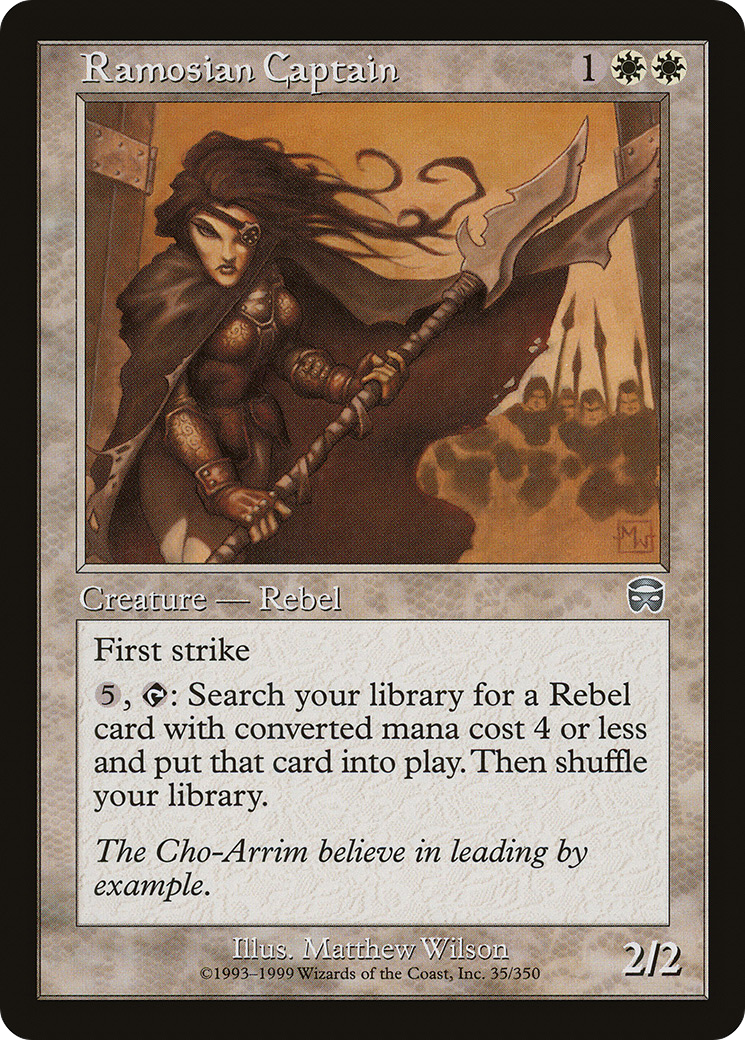 Ramosian Captain 1
MW
Creature — Rebel
First strike
5, : Search your library for a Rebel
card with converted mana cost 4 or less
and put that card into play. Then shuffle
your library.
The Cho-Arrim believe in leading by
example.
Illus. Matthew Wilson
©1993–1999 Wizards of the Coast, Inc. 35/350
2/2